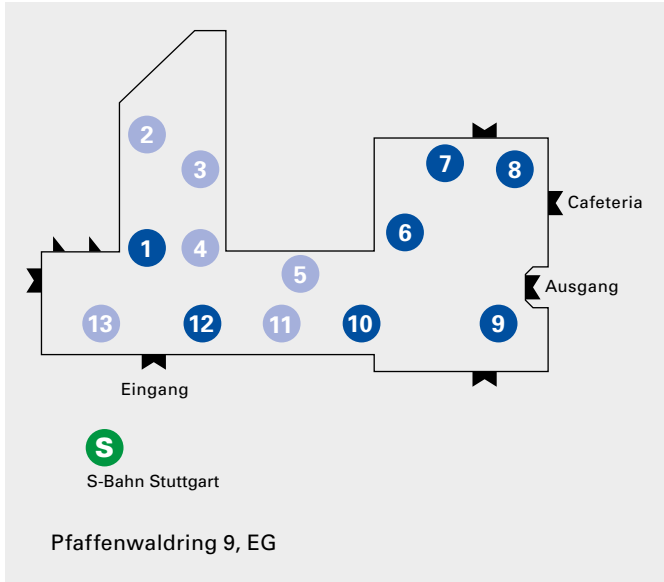 2
3
7
8
Cafeteria
6
1
4
5
Ausgang
13
12
11
10
9
Eingang
S
S-Bahn Stuttgart
Pfaffenwaldring 9, EG